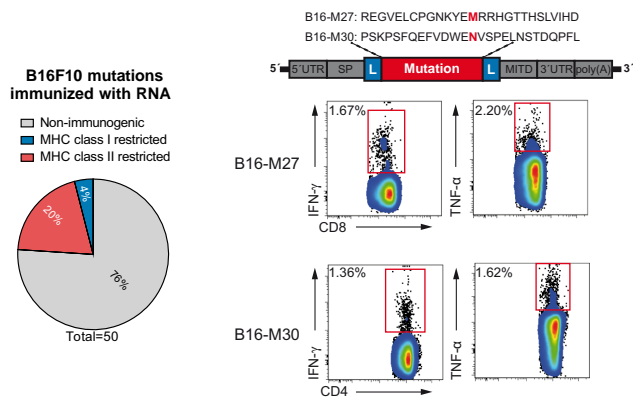 B16F10 mutations
immunized with RNA
Non-immunogenic
MHC class I restricted
MHC class II restricted
4%
20%
76%
Total=50
B16-M27: REGVELCPGNKYEMRRHGTTHSLVIHD
B16-M30: PSKPSFQEFVDWENVSPELNSTDQPFL
5´ 5´UTR SP L Mutation L MITD 3´UTR poly(A) 3´
B16-M27
1.67%
IFN-γ
CD8
2.20%
TNF-α
B16-M30
1.36%
IFN-γ
CD4
1.62%
TNF-α